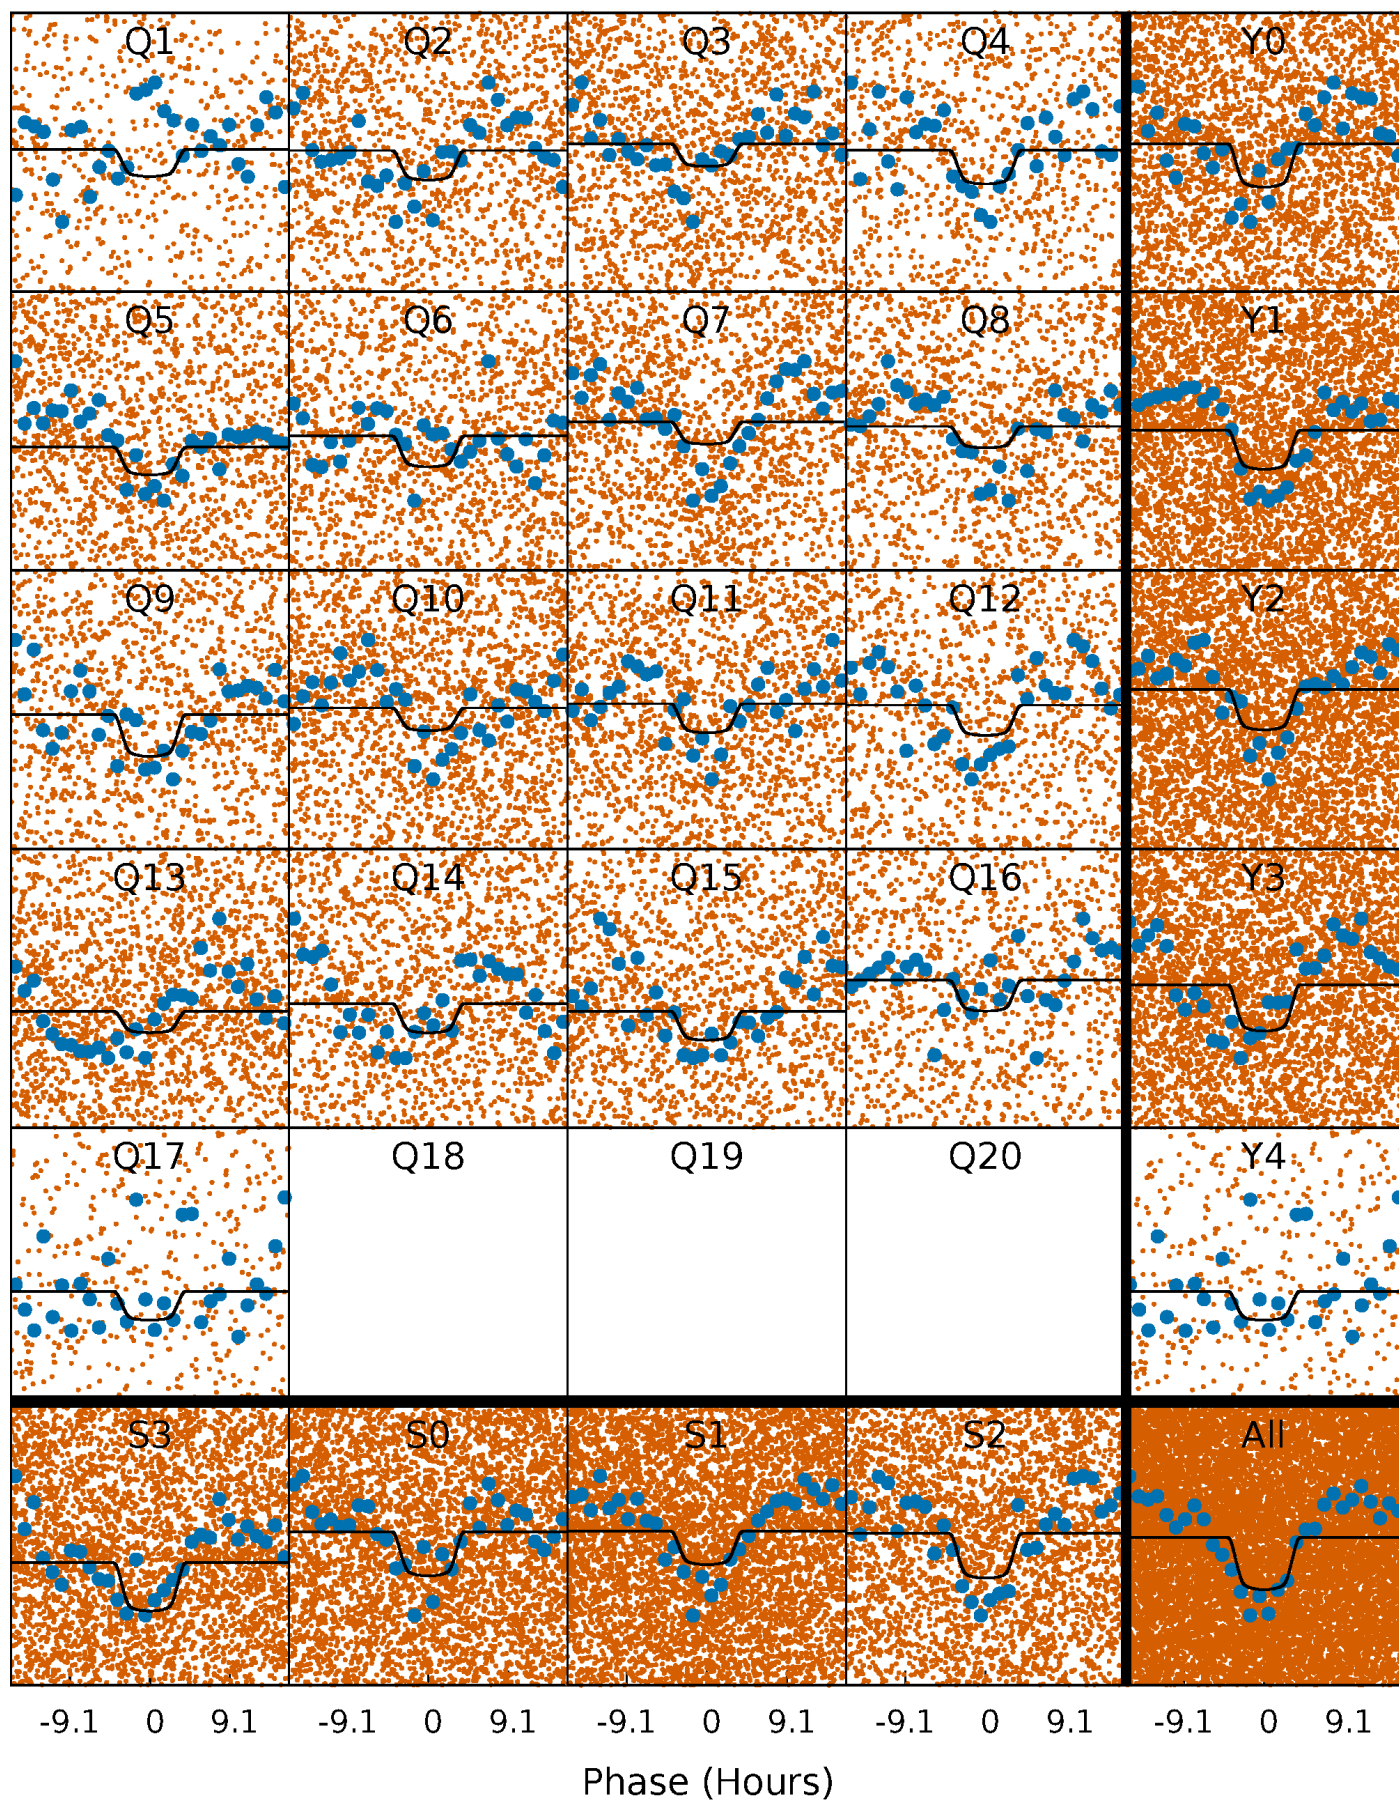 Q1 Q2 Q3 Q4 Y0
Q5 Q6 Q7 Q8 Y1
Q9 Q10 Q11 Q12 Y2
Q13 Q14 Q15 Q16 Y3
Q17 Q18 Q19 Q20 Y4
S3 S0 S1 S2 All
-9.1 0 9.1 -9.1 0 9.1 -9.1 0 9.1 -9.1 0 9.1 -9.1 0 9.1
Phase (Hours)